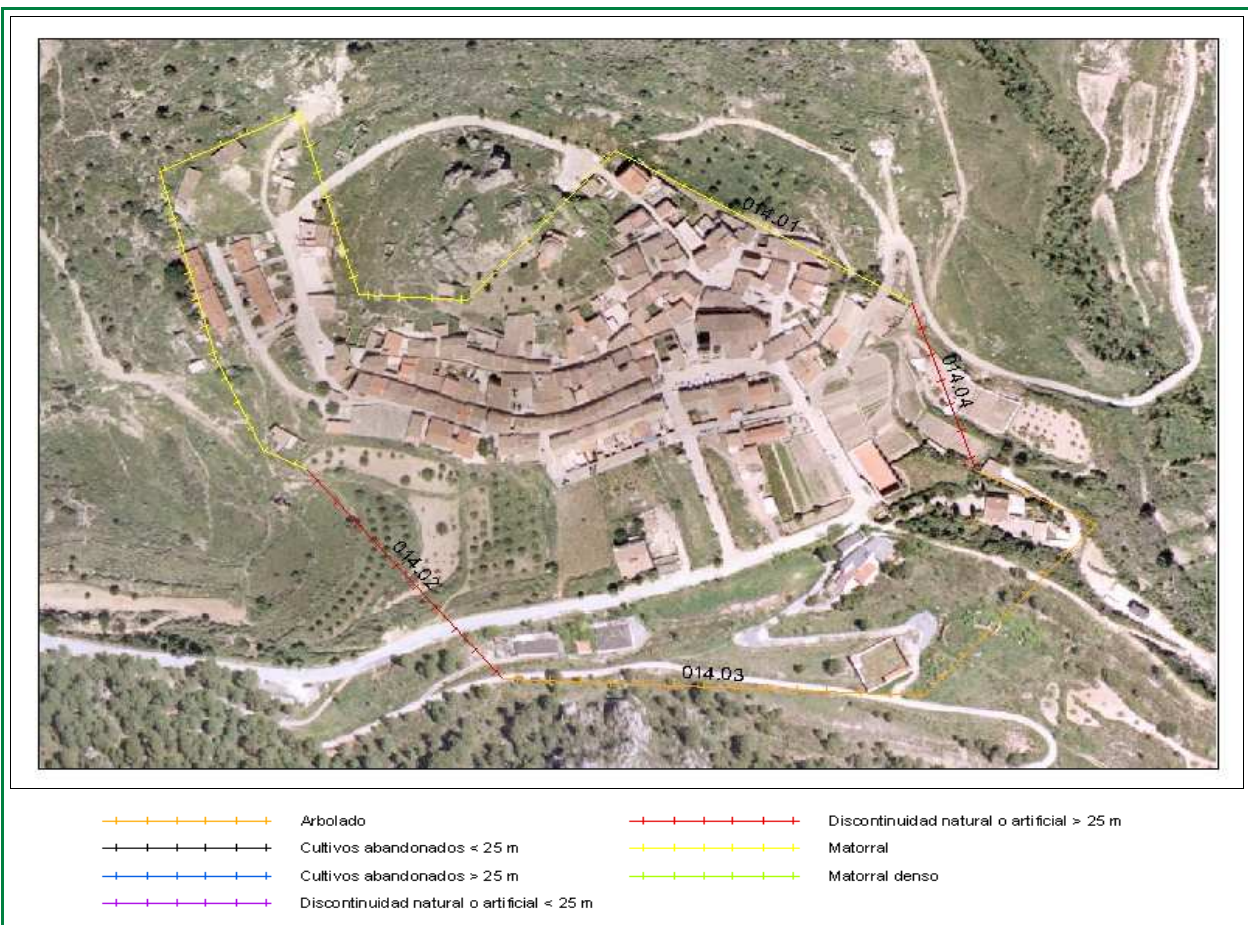 014.01
014.04
014.02
014.03
Arbolado
Cultivos abandonados < 25 m
Cultivos abandonados > 25 m
Discontinuidad natural o artificial < 25 m
Discontinuidad natural o artificial > 25 m
Matorral
Matorral denso